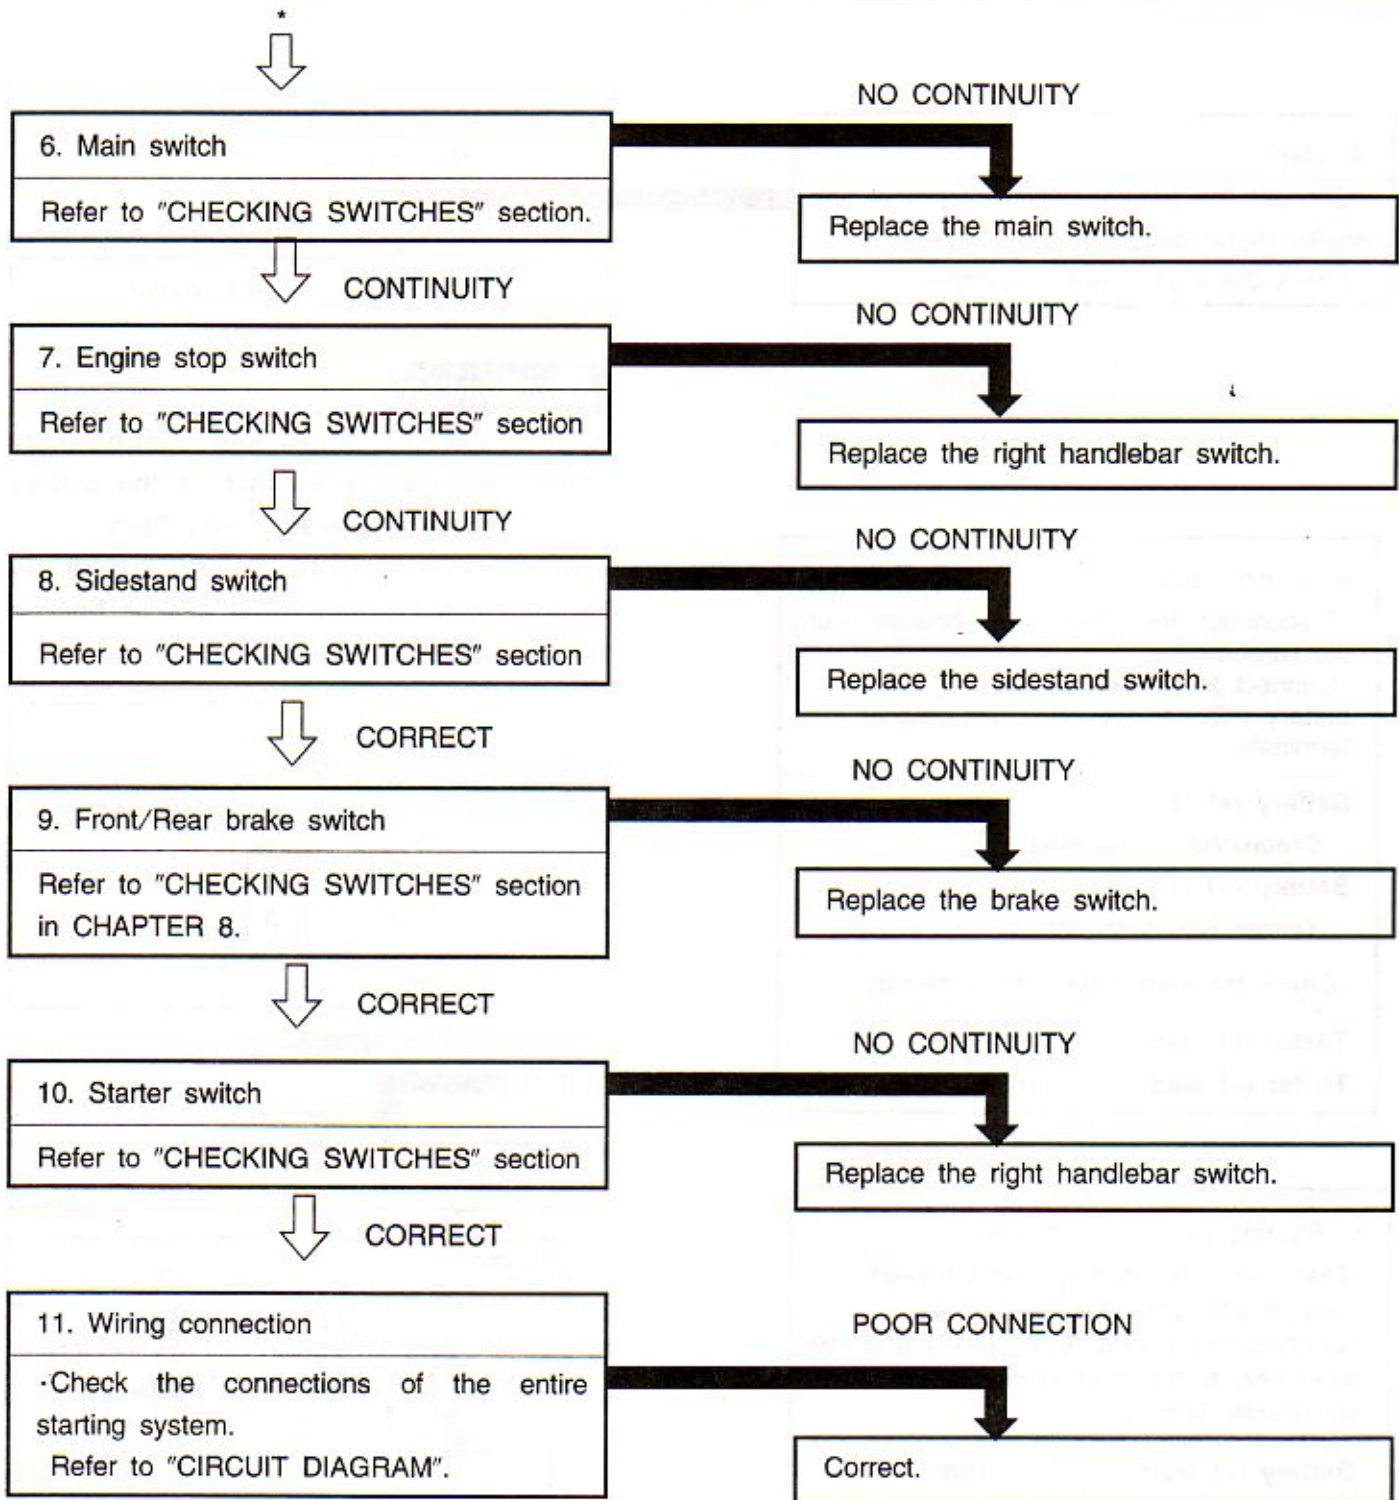 *
NO CONTINUITY
6. Main switch
Refer to "CHECKING SWITCHES" section.
Replace the main switch.
CONTINUITY
NO CONTINUITY
7. Engine stop switch
Refer to "CHECKING SWITCHES" section
Replace the right handlebar switch.
CONTINUITY
NO CONTINUITY
8. Sidestand switch
Refer to "CHECKING SWITCHES" section
Replace the sidestand switch.
CORRECT
NO CONTINUITY
9. Front/Rear brake switch
Refer to "CHECKING SWITCHES" section
in CHAPTER 8.
Replace the brake switch.
CORRECT
NO CONTINUITY
10. Starter switch
Refer to "CHECKING SWITCHES" section
Replace the right handlebar switch.
CORRECT
11. Wiring connection
POOR CONNECTION
·Check the connections of the entire
starting system.
Refer to "CIRCUIT DIAGRAM".
Correct.